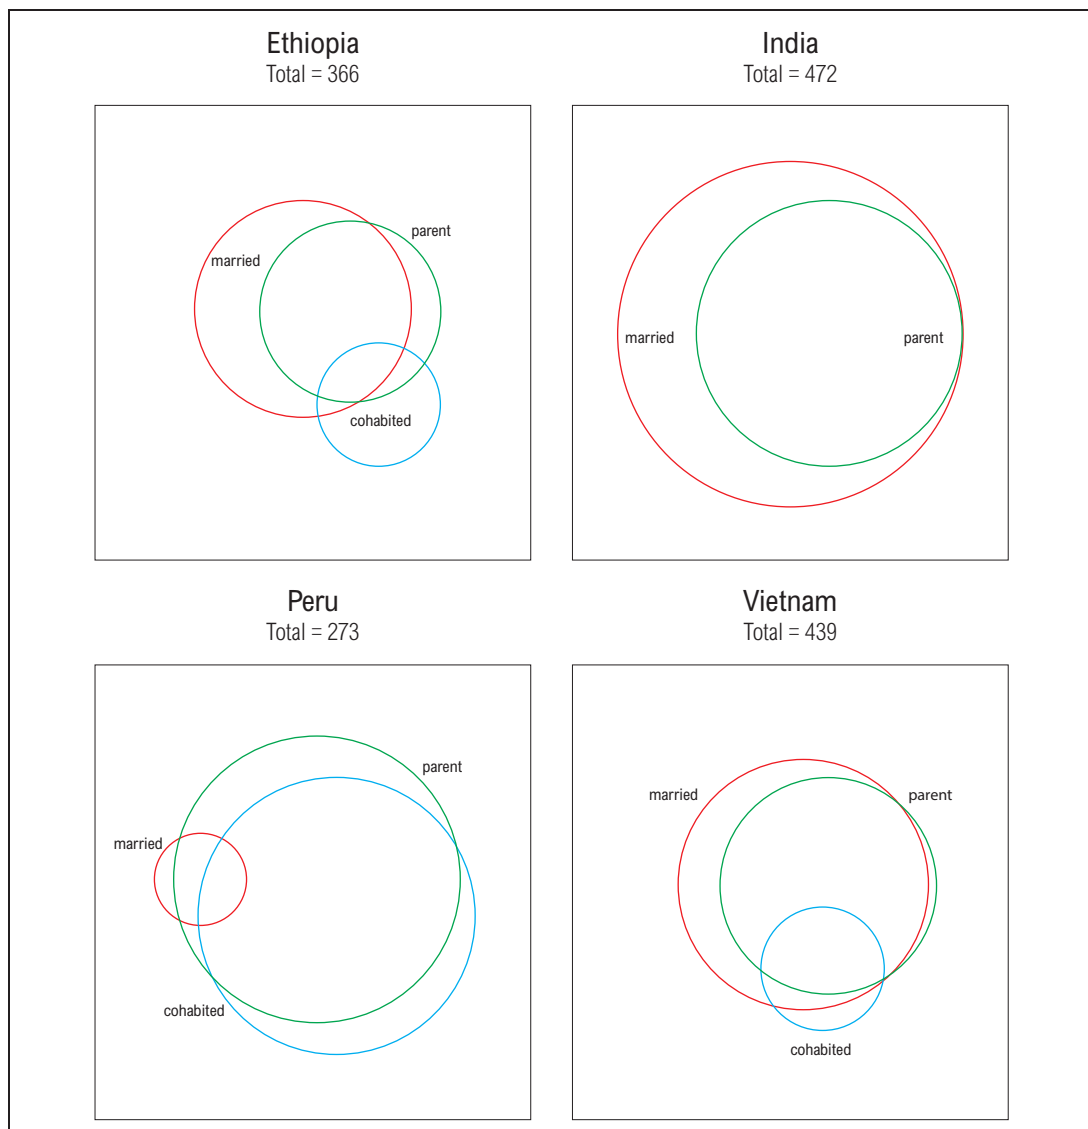 Ethiopia
Total = 366
parent
married
cohabited
India
Total = 472
married
parent
Peru
Total = 273
parent
married
cohabited
Vietnam
Total = 439
married
parent
cohabited